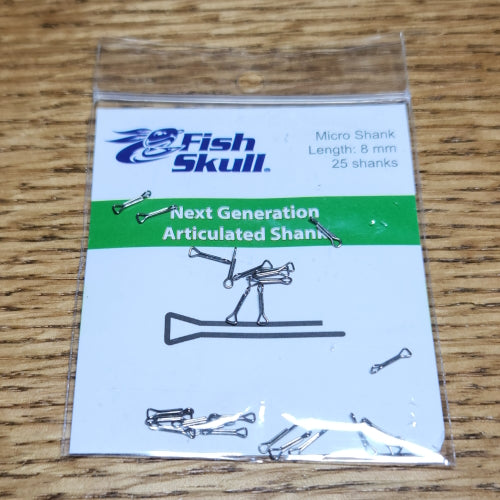 Fish
Skull
Micro Shank
Length: 8 mm
25 shanks
Next Generation
Articulated Shank